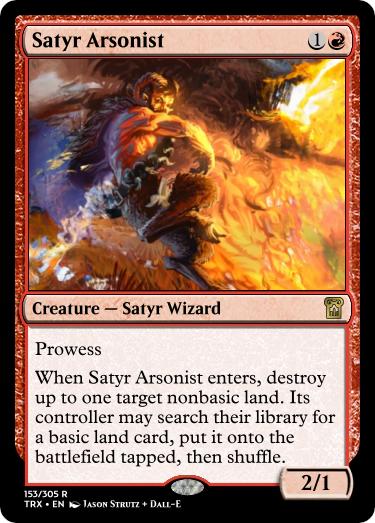 Satyr Arsonist 1
Creature — Satyr Wizard
Prowess
When Satyr Arsonist enters, destroy
up to one target nonbasic land. Its
controller may search their library for
a basic land card, put it onto the
battlefield tapped, then shuffle.
2/1
153/305 R
TRX • EN Jason Strutz + Dall-E